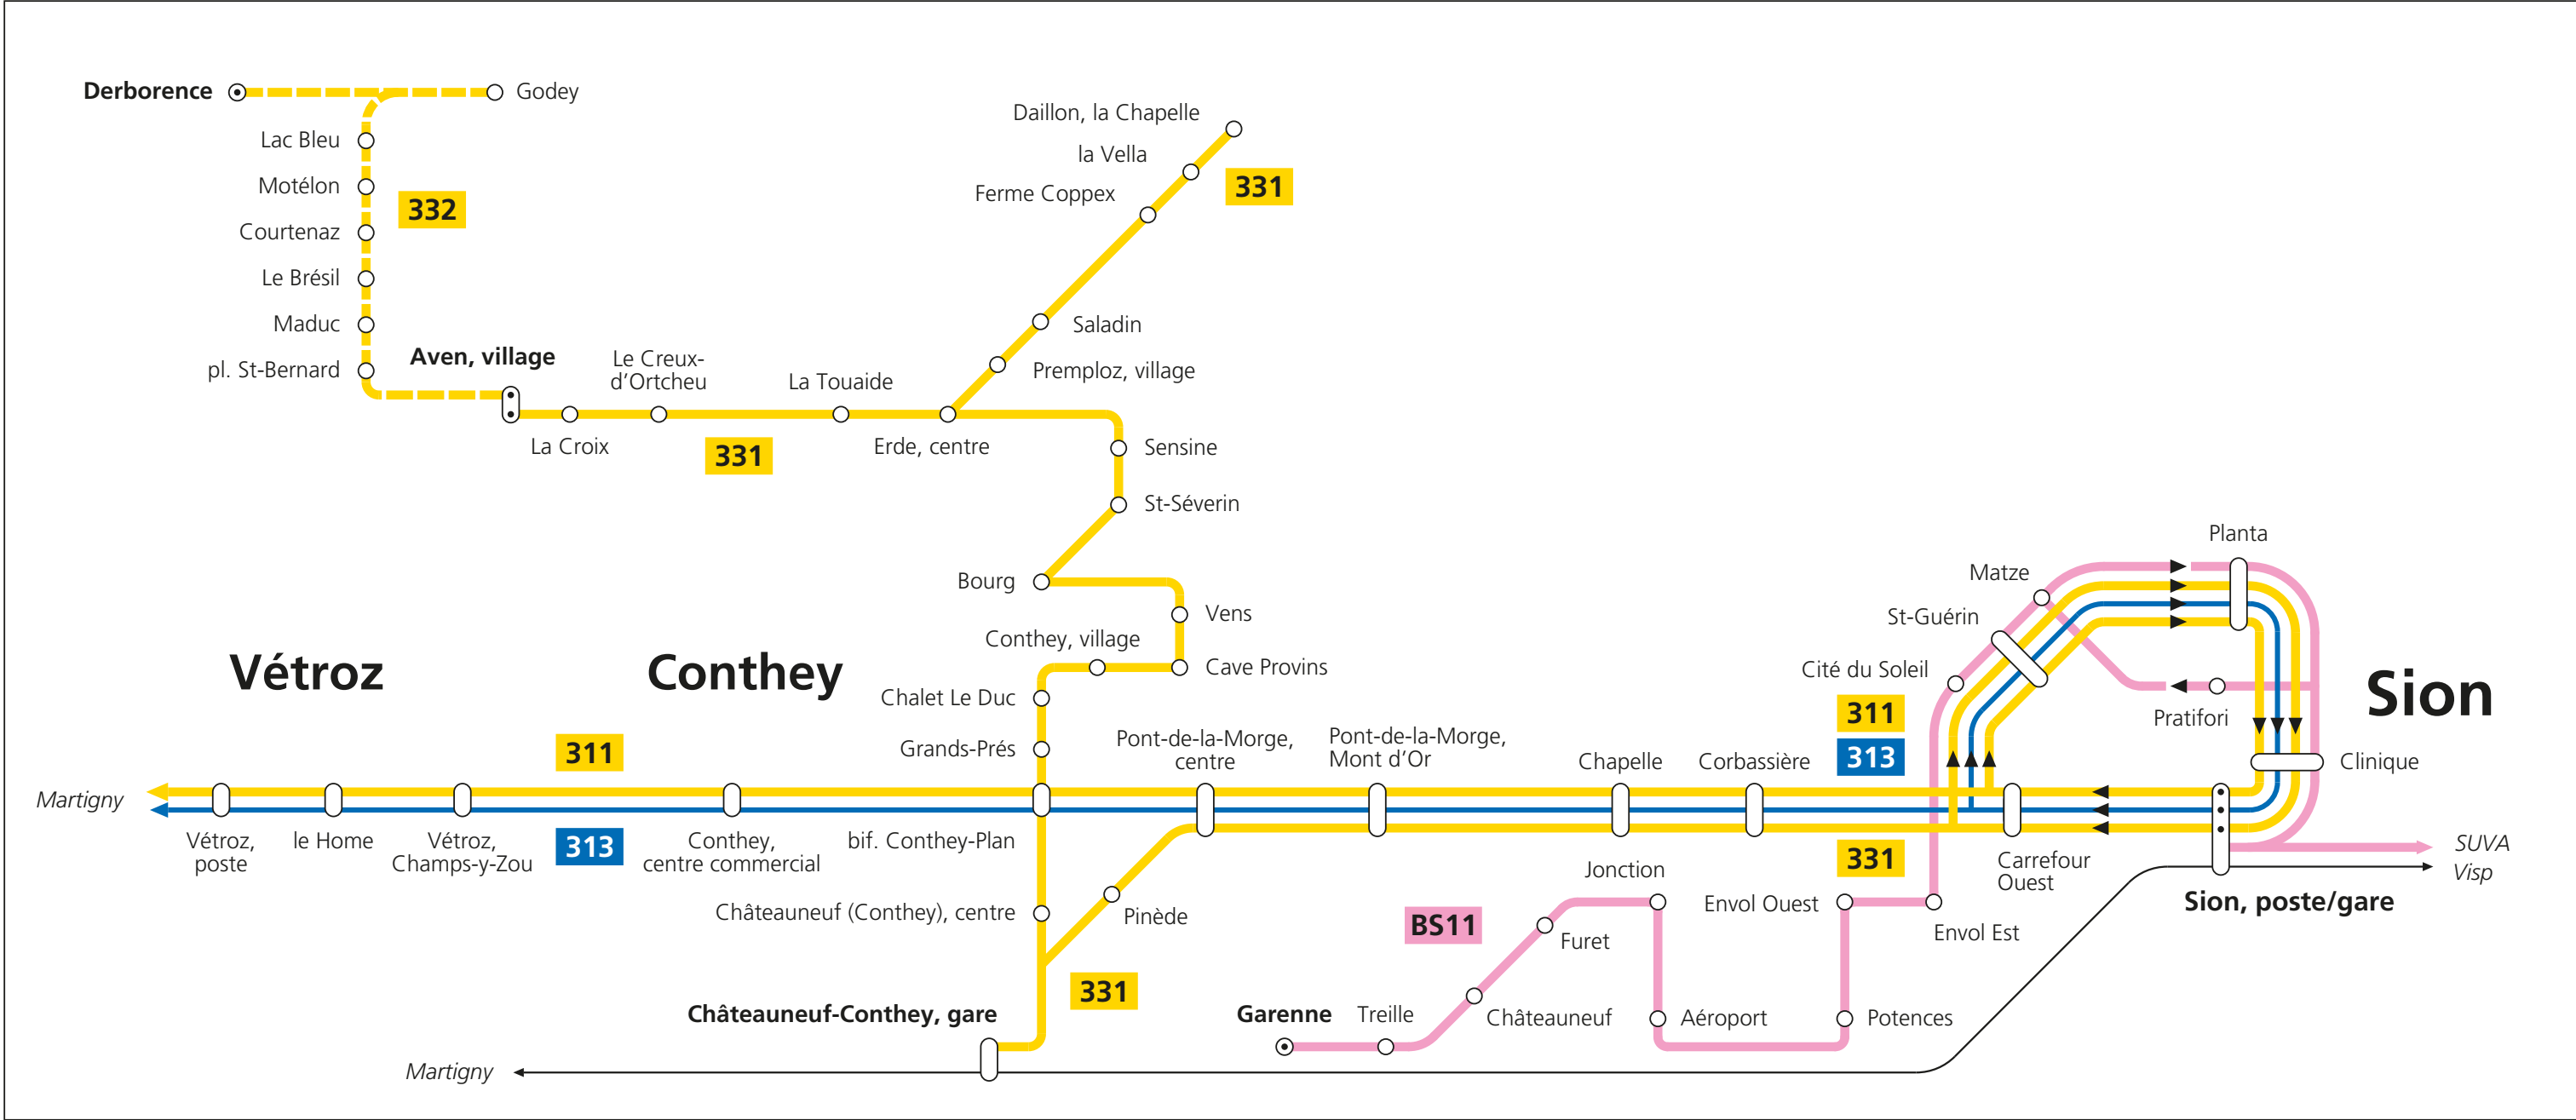 Derborence
Godey
Lac Bleu
Motélon
332
Courtenaz
Le Brésil
Maduc
pl. St-Bernard
Daillon, la Chapelle
la Vella
331
Ferme Coppex
Saladin
Premploz, village
Aven, village
Le Creux-
d'Ortcheu
La Touaide
La Croix
331
Erde, centre
Sensine
St-Séverin
Bourg
Vens
Conthey, village
Cave Provins
Chalet Le Duc
Grands-Prés
Vétroz
Conthey
Sion
Planta
Matze
St-Guérin
Cité du Soleil
Pratifori
Clinique
311
313
Pont-de-la-Morge,
centre
Pont-de-la-Morge,
Mont d'Or
Chapelle
Corbassière
311
313
Martigny
Vétroz,
poste
le Home
Vétroz,
Champs-y-Zou
Conthey,
centre commercial
bif. Conthey-Plan
331
Carrefour
Ouest
SUVA
Visp
Sion, poste/gare
Châteauneuf (Conthey), centre
Pinède
331
Châteauneuf-Conthey, gare
Martigny
BS11
Jonction
Envol Ouest
Envol Est
Furet
Garenne
Treille
Châteauneuf
Aéroport
Potences